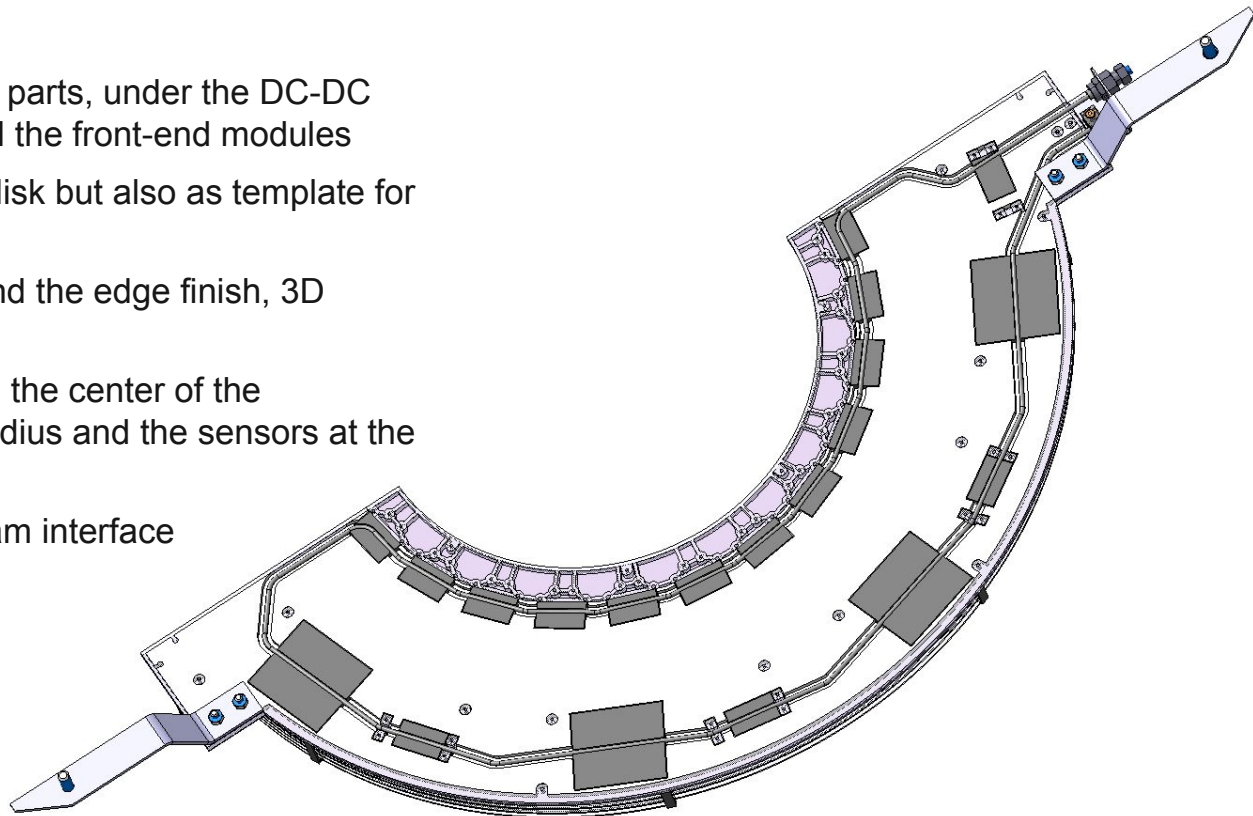 parts, under the DC-DC
the front-end modules
disk but also as template for
nd the edge finish, 3D
the center of the
dius and the sensors at the
am interface